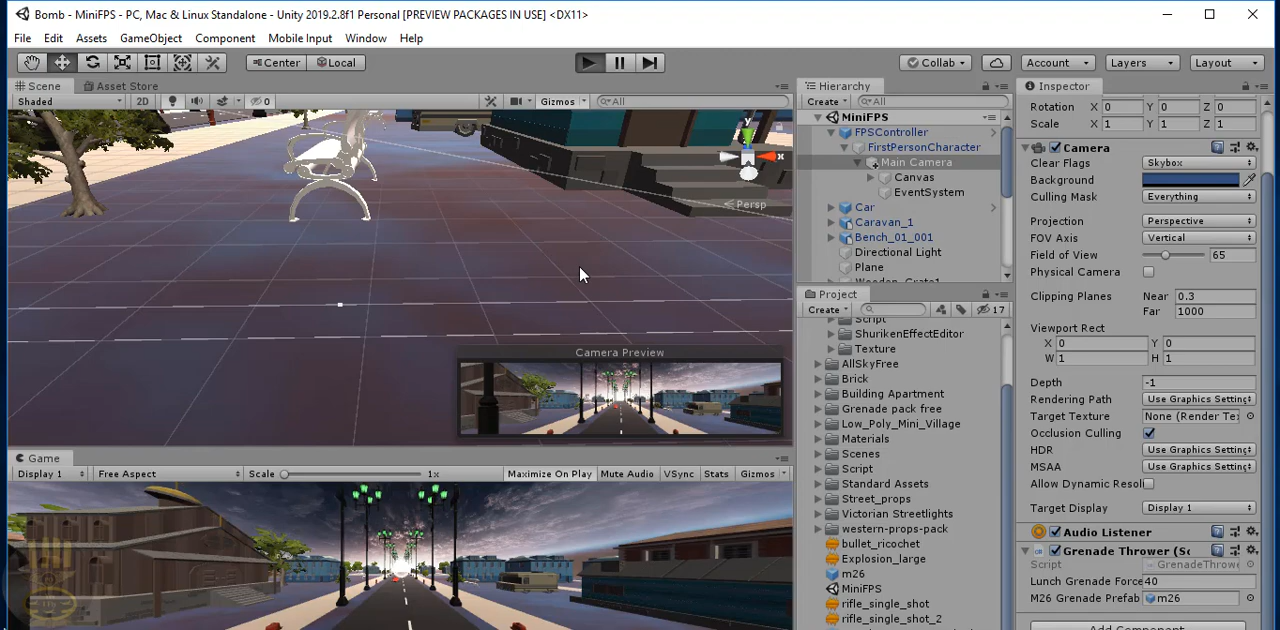 Bomb - MiniFPS - PC, Mac & Linux Standalone - Unity 2019.2.8f1 Personal [PREVIEW PACKAGES IN USE] <DX11>
File Edit Assets GameObject Component Mobile Input Window Help
Center Local Collab Account Layers Layout
Scene Asset Store
Shaded 2D 0 Gizmos All
y
x
Persp
Camera Preview
Game
Display 1 Free Aspect Scale 1x Maximize On Play Mute Audio VSync Stats Gizmos
Hierarchy
Create All
MiniFPS
FPSController
FirstPersonCharacter
Main Camera
Canvas
EventSystem
Car
Caravan_1
Bench_01_001
Directional Light
Plane
Wooden_Crate1
Project
Create 17
Script
ShurikenEffectEditor
Texture
AllSkyFree
Brick
Building Apartment
Grenade pack free
Low_Poly_Mini_Village
Materials
Scenes
Script
Standard Assets
Street_props
Victorian Streetlights
western-props-pack
bullet_ricochet
Explosion_large
m26
MiniFPS
rifle_single_shot
rifle_single_shot_2
Inspector
Rotation X 0 Y 0 Z 0
Scale X 1 Y 1 Z 1
Camera
Clear Flags Skybox
Background
Culling Mask Everything
Projection Perspective
FOV Axis Vertical
Field of View 65
Physical Camera
Clipping Planes Near 0.3
Far 1000
Viewport Rect
X 0 Y 0
W 1 H 1
Depth -1
Rendering Path Use Graphics Setting
Target Texture None (Render Te
Occlusion Culling
HDR Use Graphics Setting
MSAA Use Graphics Setting
Allow Dynamic Resol
Target Display Display 1
Audio Listener
Grenade Thrower (Sc
Script GrenadeThrowe
Lunch Grenade Force 40
M26 Grenade Prefab m26
Add Component